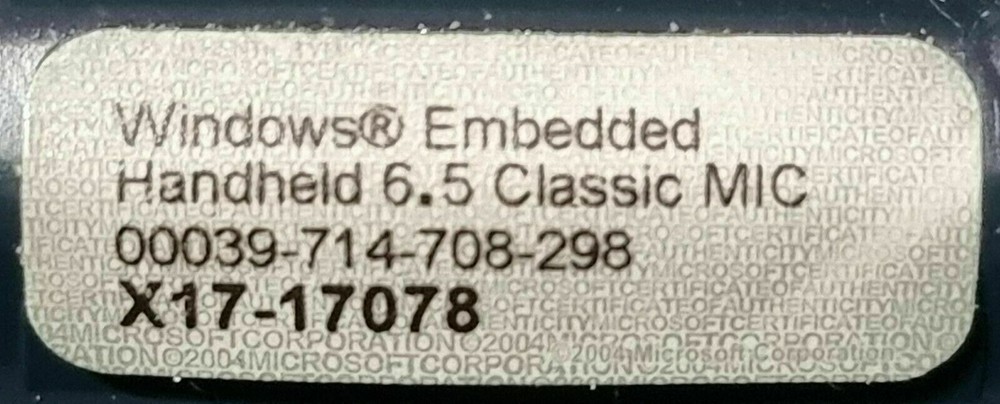 Windows® Embedded
Handheld 6.5 Classic MIC
00039-714-708-298
X17-17078
©2004 Microsoft Corporation